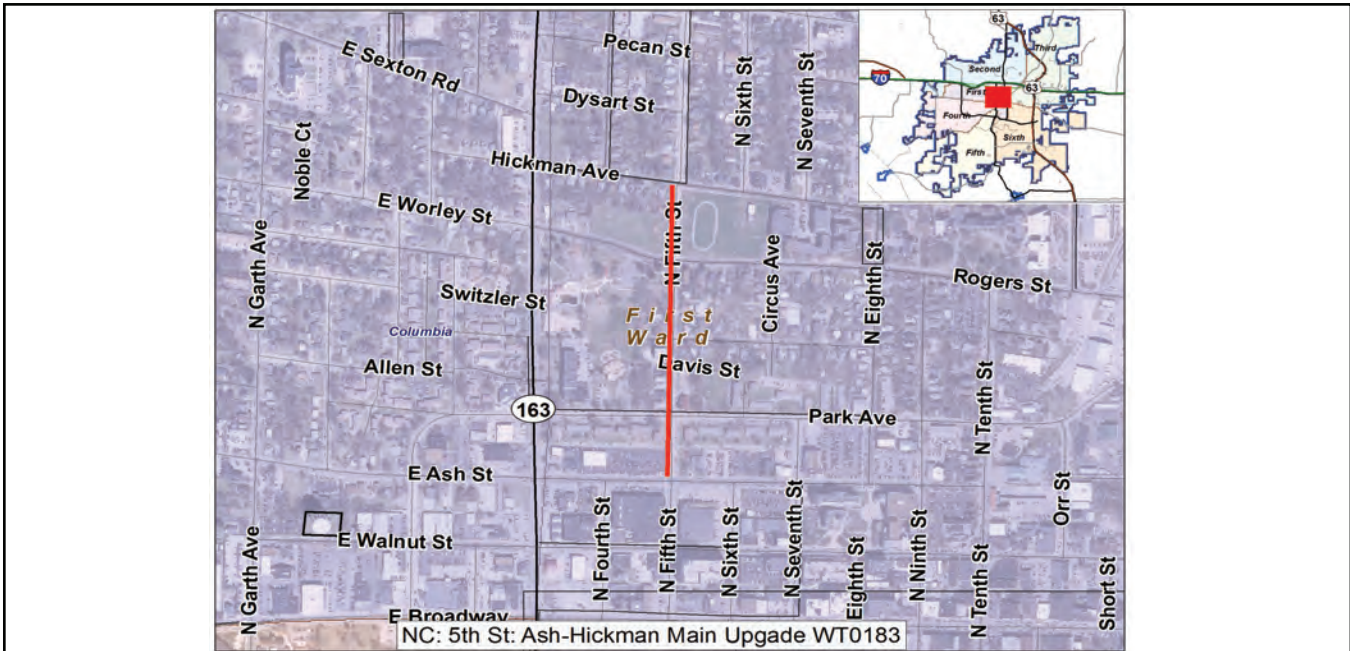 Pecan St
E Sexton Rd
Dysart St
N Sixth St
N Seventh St
Noble Ct
Hickman Ave
E Worley St
N Fifth St
N Garth Ave
Switzler St
Circus Ave
N Eighth St
Rogers St
First
Ward
Columbia
Allen St
Davis St
163
Park Ave
N Tenth St
E Ash St
Orr St
E Walnut St
N Garth Ave
N Fourth St
N Fifth St
N Sixth St
N Seventh St
Eighth St
N Ninth St
N Tenth St
Short St
E Broadway
NC: 5th St: Ash-Hickman Main Upgade WT0183
63
Third
Second
70
63
First
Fourth
Sixth
Fifth